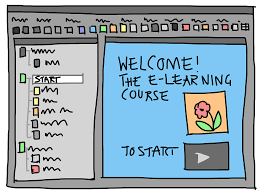 START
WELCOME!
THE E-LEARNING
COURSE
TO START